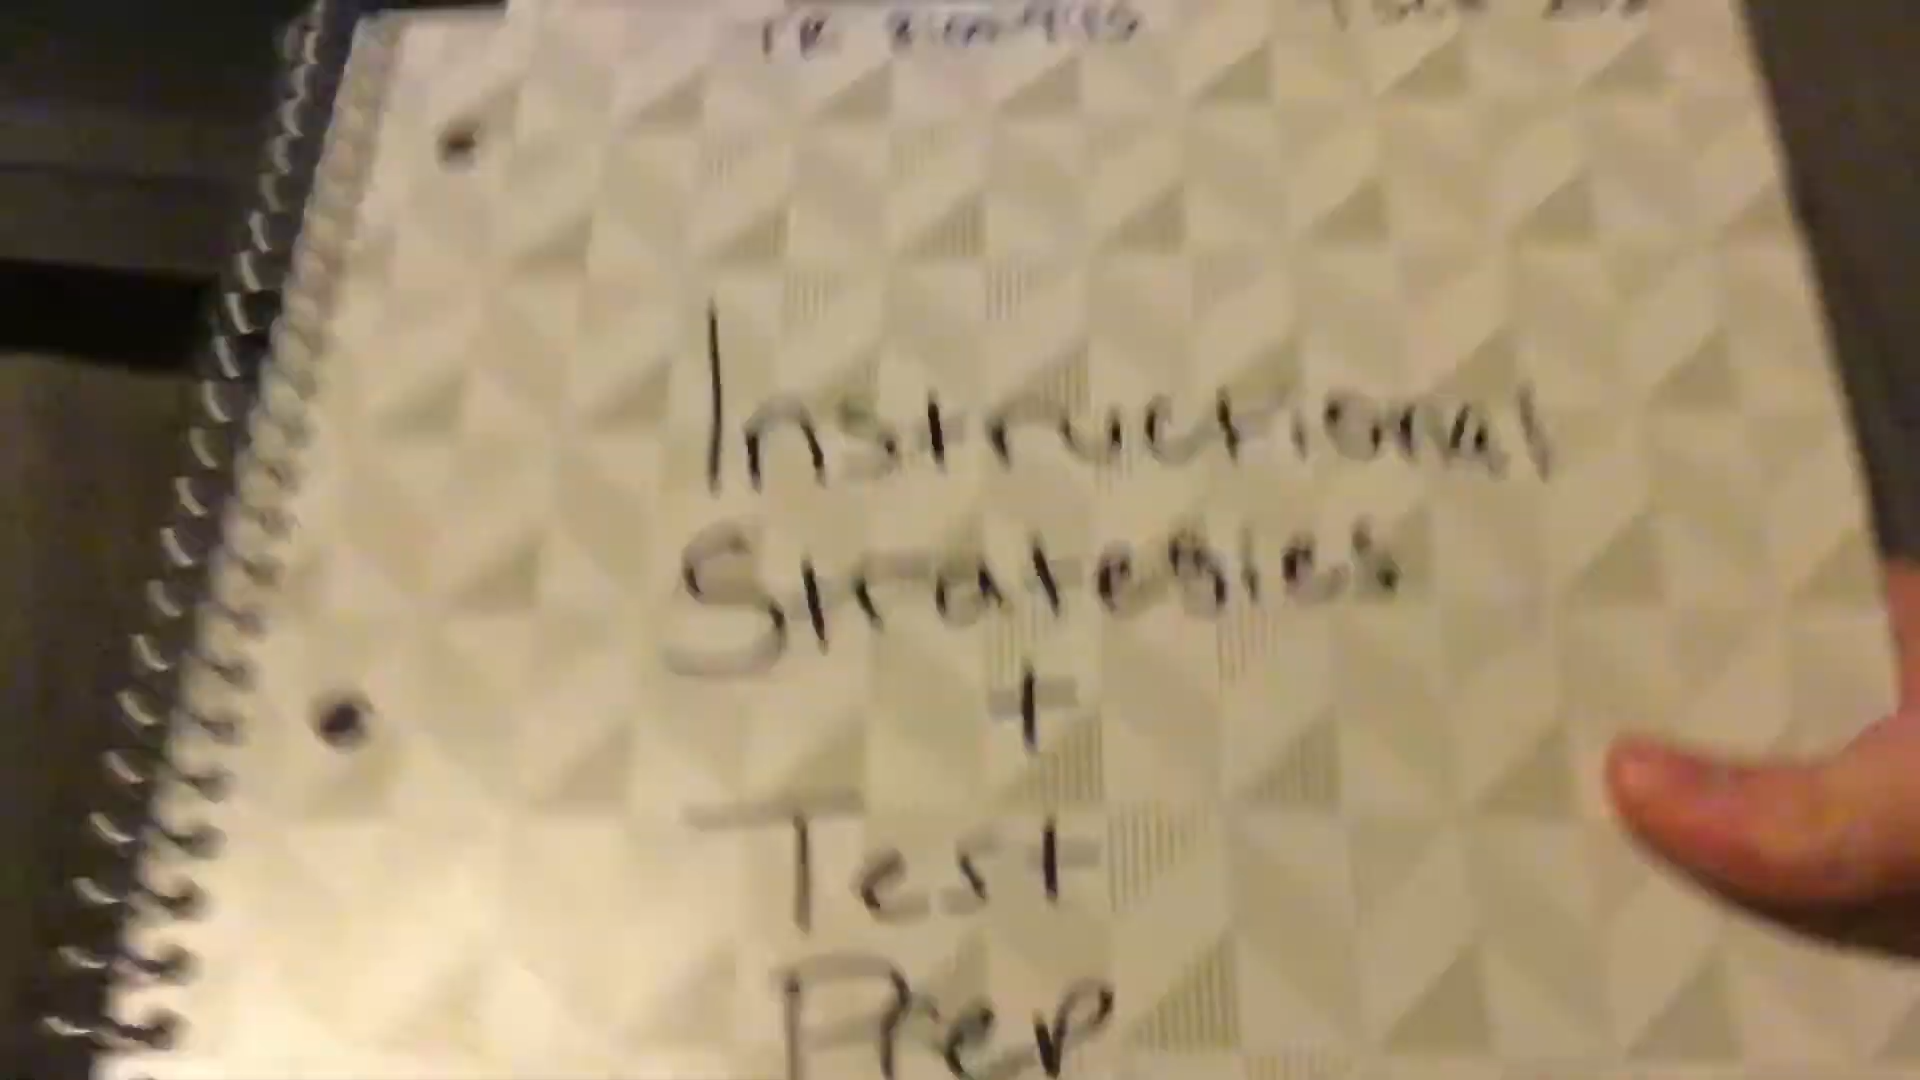 Instructional
Strategies
+
Test
Prep